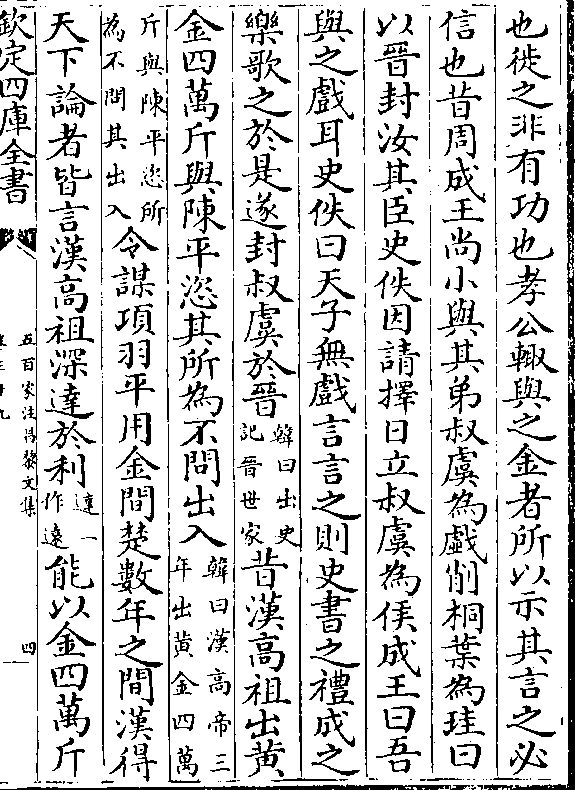 也徙之非有功也孝公輙與之金者所以示其言之必
信也昔周成王尚小與其弟叔虞為戯削桐葉為珪曰
以晉封汝其臣史佚因請擇日立叔虞為侯成王曰吾
與之戲耳史佚曰天子無戲言言之則史書之禮成之
樂歌之於是遂封叔虞於晉韓曰出史記晉世家昔漢高祖出黄
金四萬斤與陳平恣其所為不問出入韓曰漢高帝三年出黄金四萬
斤與陳平恣所為不問其出入令謀項羽平用金間楚數年之間漢得
天下論者皆言漢高祖深達於利達一作遠能以金四萬斤
欽定四庫全書
五百家注昌黎文集
卷三十九
四